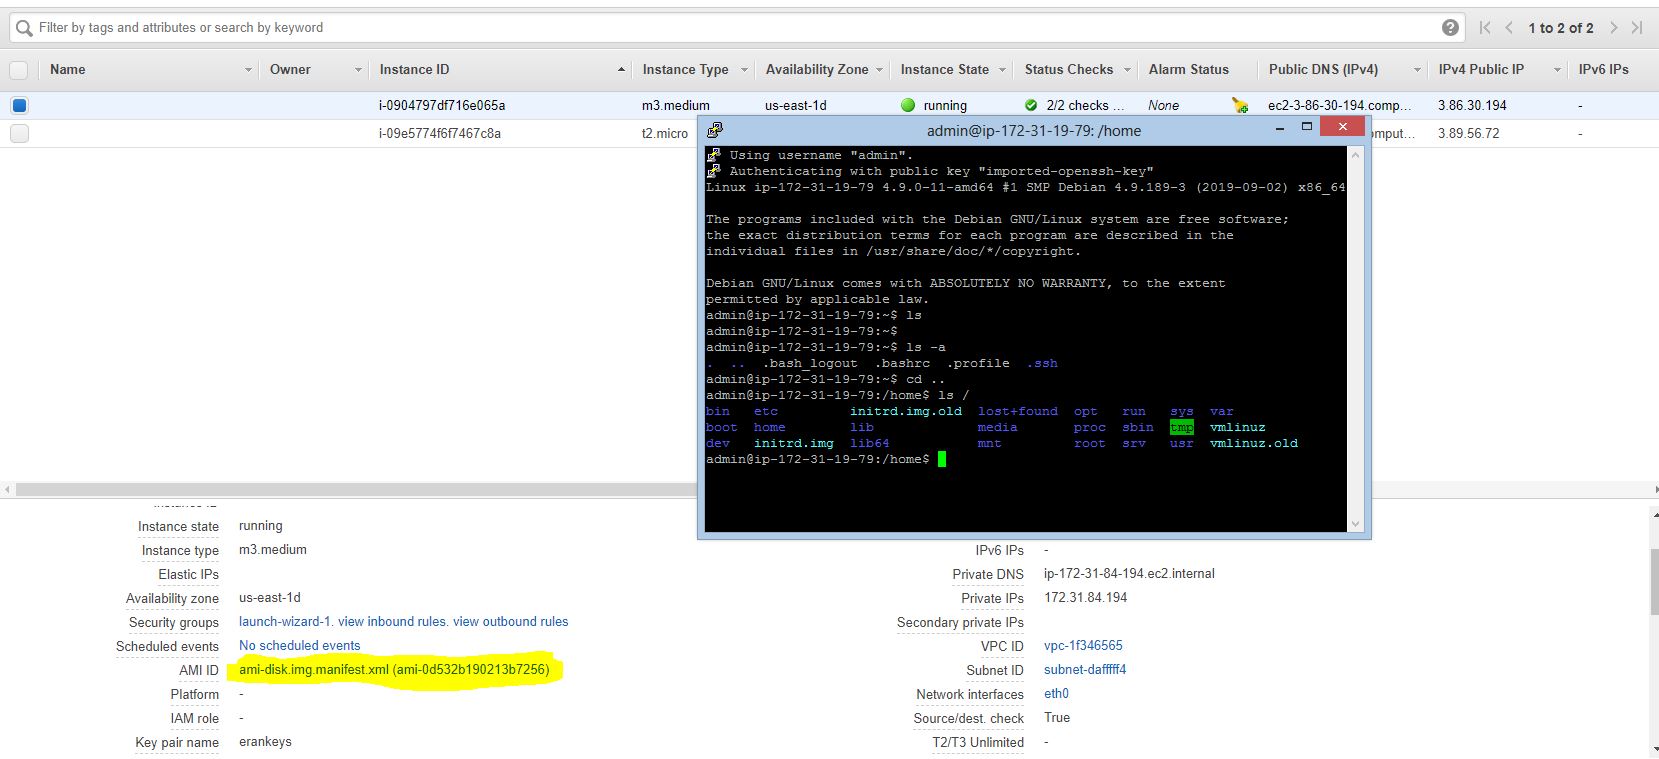 Filter by tags and attributes or search by keyword
1 to 2 of 2
Name Owner Instance ID Instance Type Availability Zone Instance State Status Checks Alarm Status Public DNS (IPv4) IPv4 Public IP IPv6 IPs
i-0904797df716e065a m3.medium us-east-1d running 2/2 checks ... None ec2-3-86-30-194.comp... 3.86.30.194 -
i-09e5774f6f7467c8a t2.micro omput... 3.89.56.72 -
admin@ip-172-31-19-79: /home
Using username "admin".
Authenticating with public key "imported-openssh-key"
Linux ip-172-31-19-79 4.9.0-11-amd64 #1 SMP Debian 4.9.189-3 (2019-09-02) x86_64
The programs included with the Debian GNU/Linux system are free software;
the exact distribution terms for each program are described in the
individual files in /usr/share/doc/*/copyright.
Debian GNU/Linux comes with ABSOLUTELY NO WARRANTY, to the extent
permitted by applicable law.
admin@ip-172-31-19-79:~$ ls
admin@ip-172-31-19-79:~$
admin@ip-172-31-19-79:~$ ls -a
. .. .bash_logout .bashrc .profile .ssh
admin@ip-172-31-19-79:~$ cd ..
admin@ip-172-31-19-79:/home$ ls /
bin etc initrd.img.old lost+found opt run sys var
boot home lib media proc sbin tmp vmlinuz
dev initrd.img lib64 mnt root srv usr vmlinuz.old
admin@ip-172-31-19-79:/home$
Instance state running
Instance type m3.medium
Elastic IPs
Availability zone us-east-1d
Security groups launch-wizard-1. view inbound rules. view outbound rules
Scheduled events No scheduled events
AMI ID ami-disk.img.manifest.xml (ami-0d532b190213b7256)
Platform -
IAM role -
Key pair name erankeys
IPv6 IPs -
Private DNS ip-172-31-84-194.ec2.internal
Private IPs 172.31.84.194
Secondary private IPs
VPC ID vpc-1f346565
Subnet ID subnet-dafffff4
Network interfaces eth0
Source/dest. check True
T2/T3 Unlimited -